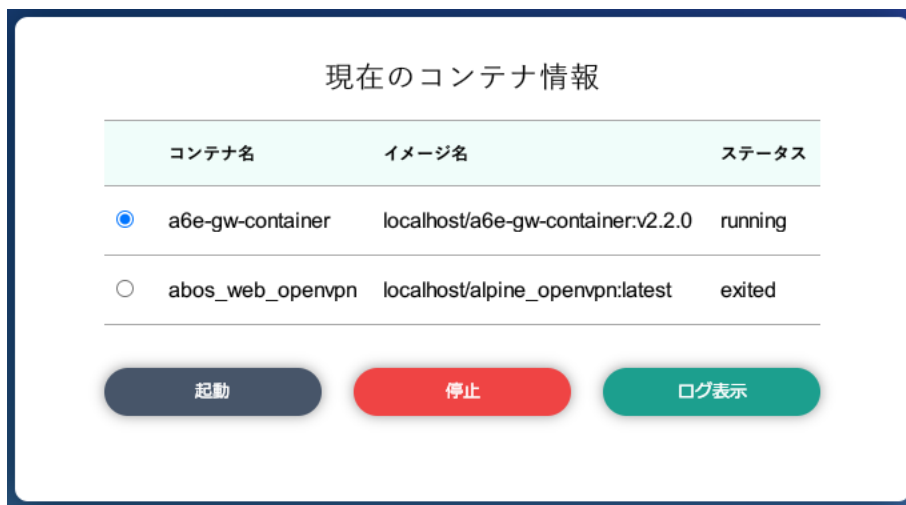 現在のコンテナ情報
コンテナ名 イメージ名 ステータス
a6e-gw-container localhost/a6e-gw-container:v2.2.0 running
abos_web_openvpn localhost/alpine_openvpn:latest exited
起動 停止 ログ表示